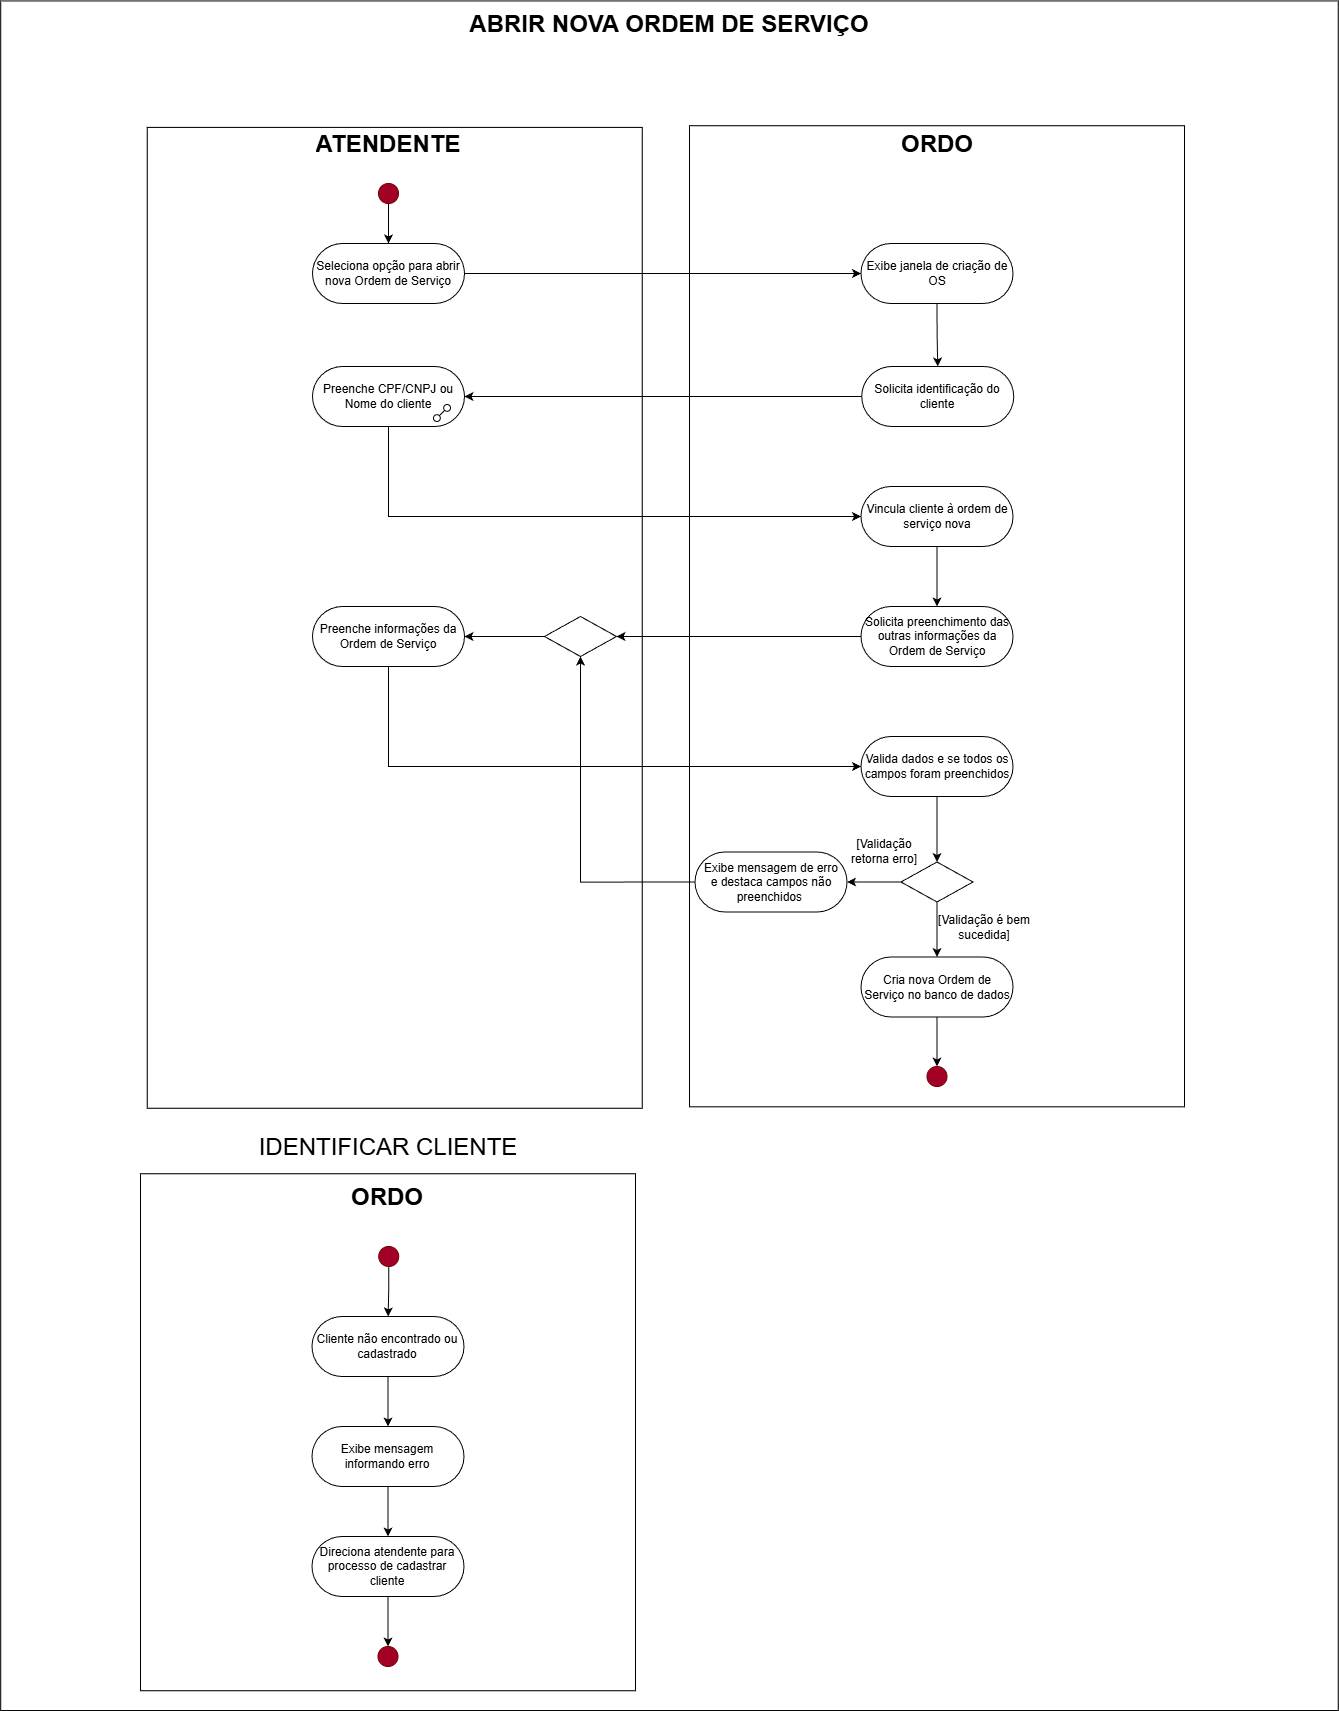 ABRIR NOVA ORDEM DE SERVIÇO
ATENDENTE
ORDO
Seleciona opção para abrir
nova Ordem de Serviço
Exibe janela de criação de
OS
Preenche CPF/CNPJ ou
Nome do cliente
Solicita identificação do
cliente
Vincula cliente à ordem de
serviço nova
Preenche informações da
Ordem de Serviço
Solicita preenchimento das
outras informações da
Ordem de Serviço
Valida dados e se todos os
campos foram preenchidos
[Validação
retorna erro]
Exibe mensagem de erro
e destaca campos não
preenchidos
[Validação é bem
sucedida]
Cria nova Ordem de
Serviço no banco de dados
IDENTIFICAR CLIENTE
ORDO
Cliente não encontrado ou
cadastrado
Exibe mensagem
informando erro
Direciona atendente para
processo de cadastrar
cliente